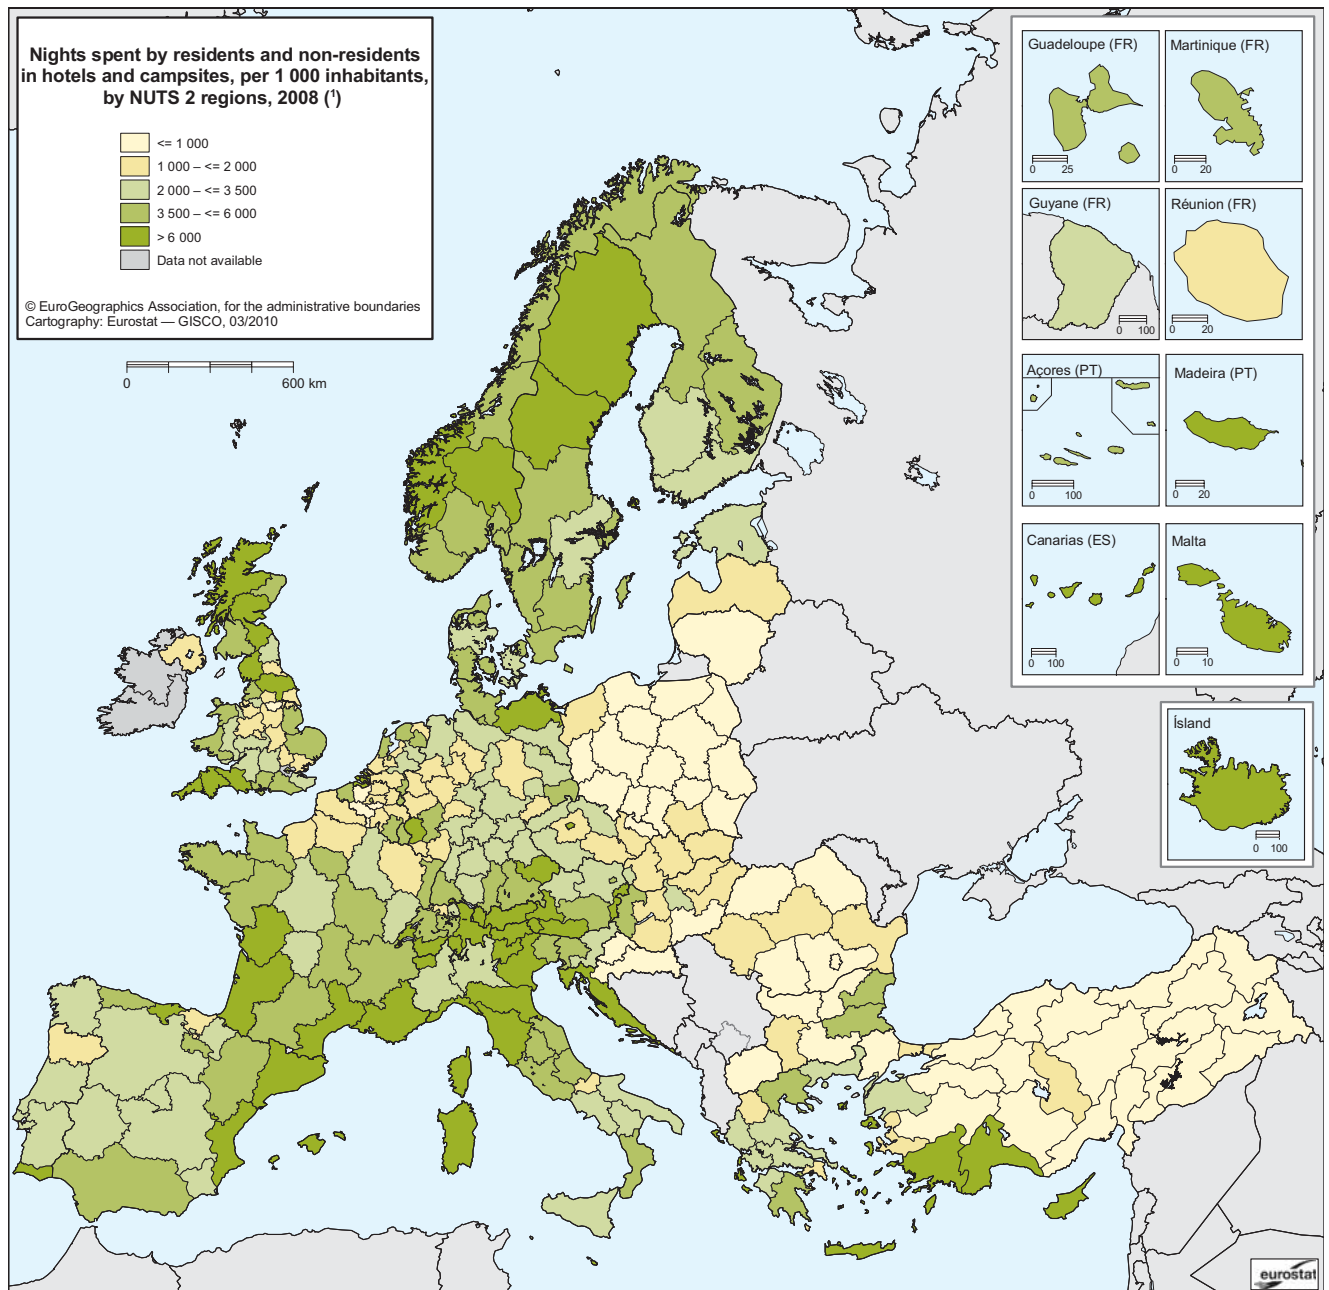 Nights spent by residents and non-residents
in hotels and campsites, per 1 000 inhabitants,
by NUTS 2 regions, 2008 (¹)
<= 1 000
1 000 – <= 2 000
2 000 – <= 3 500
3 500 – <= 6 000
> 6 000
Data not available
© EuroGeographics Association, for the administrative boundaries
Cartography: Eurostat — GISCO, 03/2010
0 600 km
Guadeloupe (FR)
0 25
Martinique (FR)
0 20
Guyane (FR)
0 100
Réunion (FR)
0 20
Açores (PT)
0 100
Madeira (PT)
0 20
Canarias (ES)
0 100
Malta
0 10
Ísland
0 100
eurostat